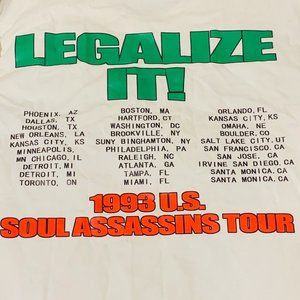 LEGALIZE
IT!
PHOENIX, AZ
DALLAS, TX
HOUSTON, TX
NEW ORLEANS, LA
KANSAS CITY, KS
MINNEAPOLIS,
MN CHICAGO, IL
DETROIT, MI
DETROIT, MI
TORONTO, ON
BOSTON, MA
HARTFORD, CT
WASHINGTON, DC
BROOKVILLE, NY
SUNY BINGHAMTON, NY
PHILADELPHIA, PA
RALEIGH, NC
ATLANTA, GA
TAMPA, FL
MIAMI, FL
ORLANDO, FL
KANSAS CITY, KS
OMAHA, NE
BOULDER, CO
SALT LAKE CITY, UT
SAN FRANCISCO, CA
SAN JOSE, CA
IRVINE SAN DIEGO, CA
SANTA MONICA, CA
SANTA MONICA, CA
1993 U.S.
SOUL ASSASSINS TOUR